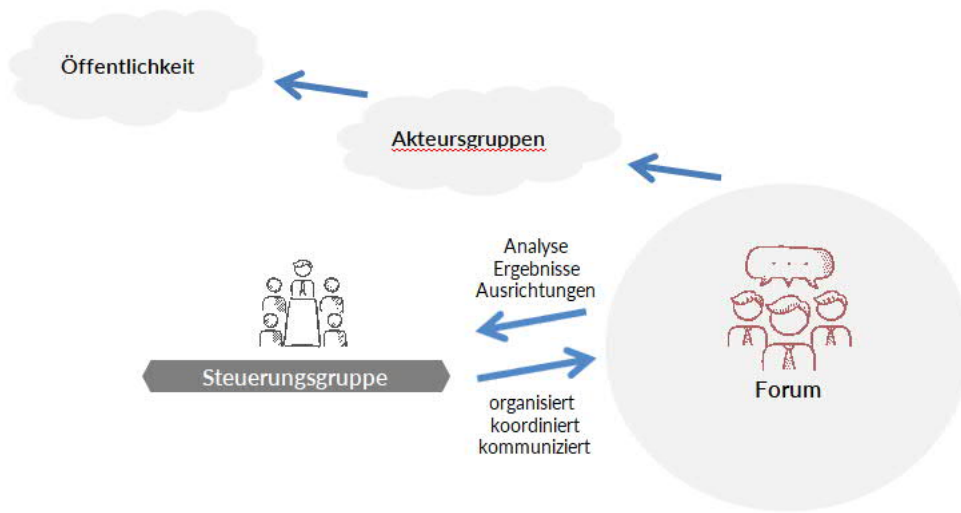 Öffentlichkeit
Akteursgruppen
Analyse
Ergebnisse
Ausrichtungen
Steuerungsgruppe
organisiert
koordiniert
kommuniziert
Forum